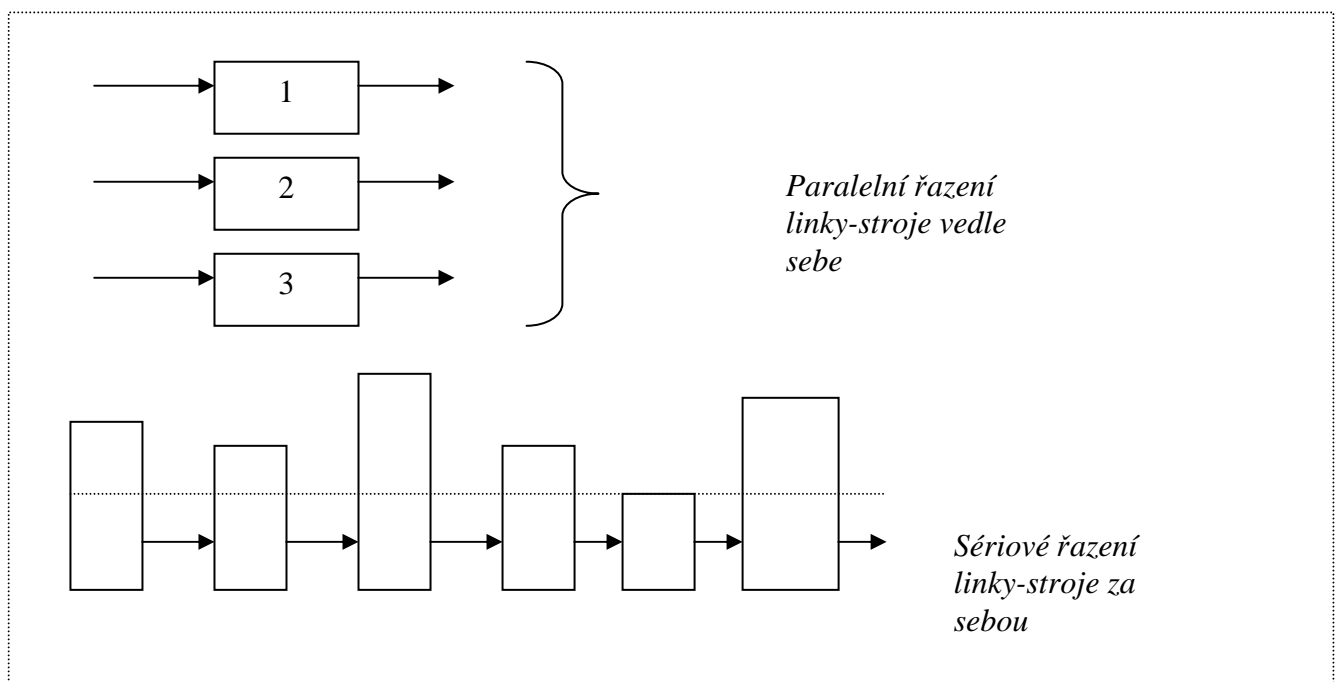 1
2
3
Paralelní řazení
linky-stroje vedle
sebe
Sériové řazení
linky-stroje za
sebou